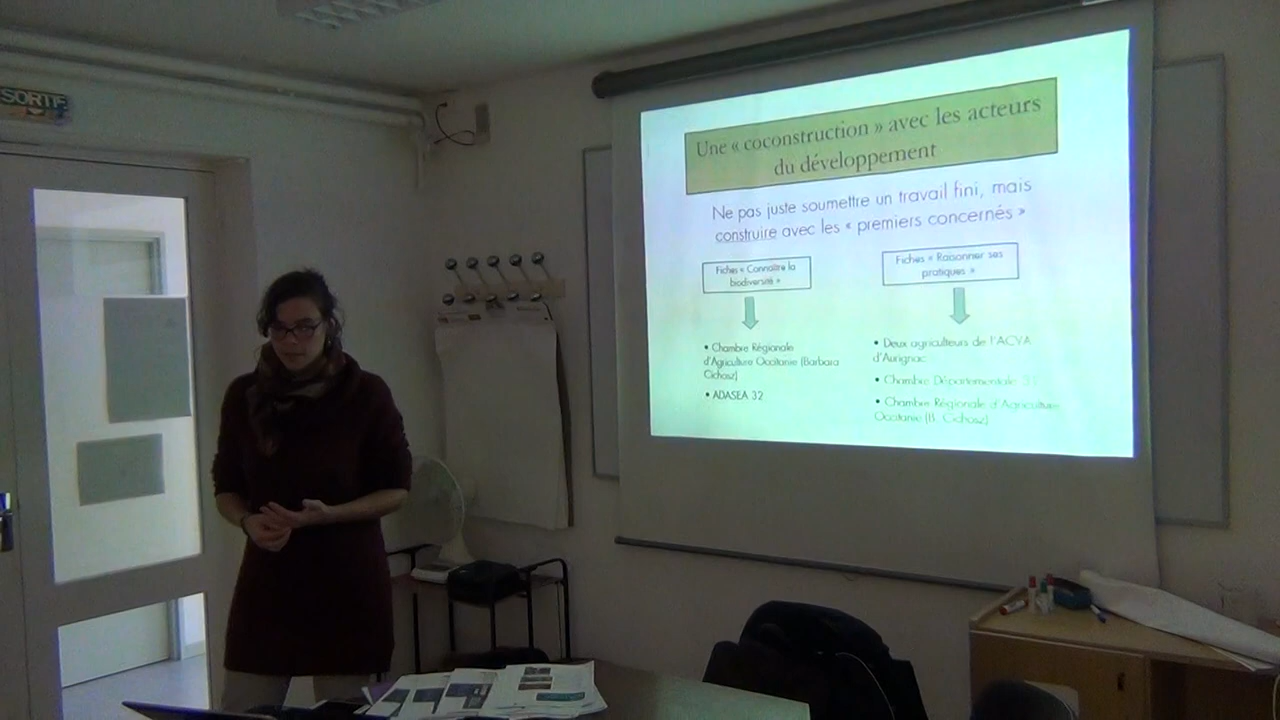 SORTIE
Une « coconstruction » avec les acteurs
du développement
Ne pas juste soumettre un travail fini, mais
construire avec les « premiers concernés »
Fiches « Connaître la
biodiversité »
Fiches « Raisonner ses
pratiques »
• Chambre Régionale
d'Agriculture Occitanie (Barbara
Cichosz)
• ADASEA 32
• Deux agriculteurs de l'ACVA
d'Aurignac
• Chambre Départementale 31
• Chambre Régionale d'Agriculture
Occitanie (B. Cichosz)